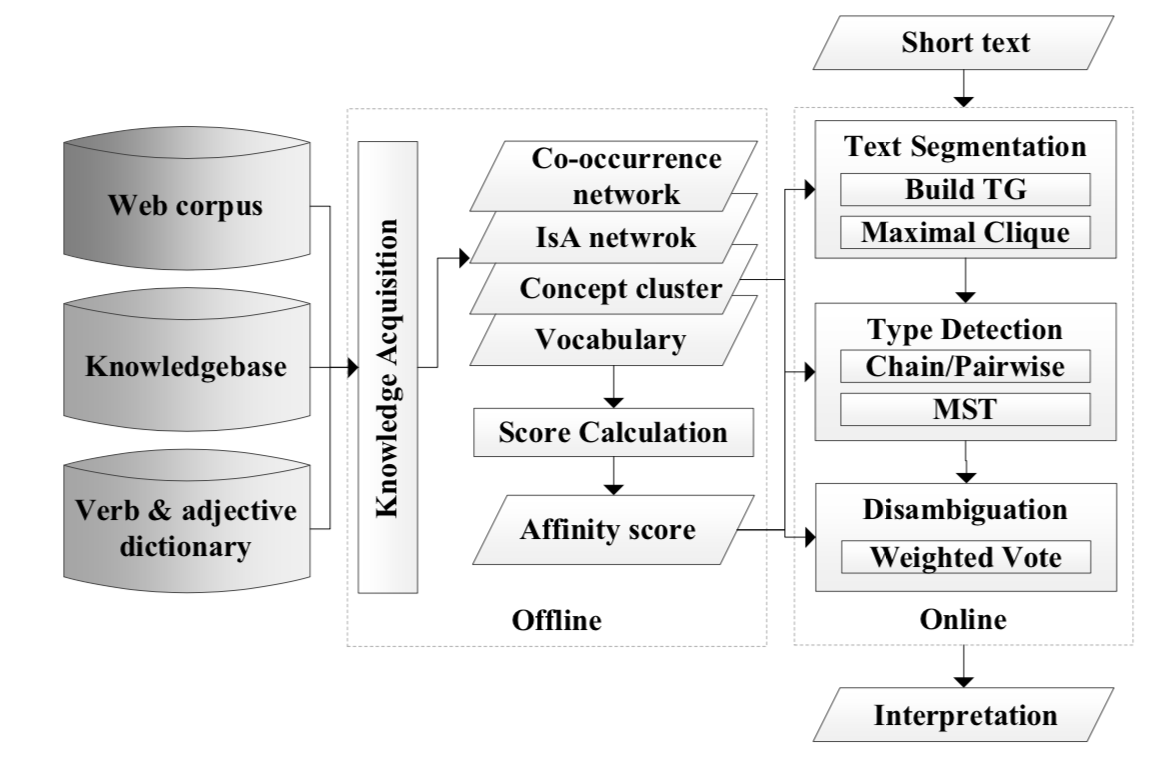 Web corpus
Knowledgebase
Verb & adjective
dictionary
Knowledge Acquisition
Co-occurrence
network
IsA netwrok
Concept cluster
Vocabulary
Score Calculation
Affinity score
Offline
Short text
Text Segmentation
Build TG
Maximal Clique
Type Detection
Chain/Pairwise
MST
Disambiguation
Weighted Vote
Online
Interpretation